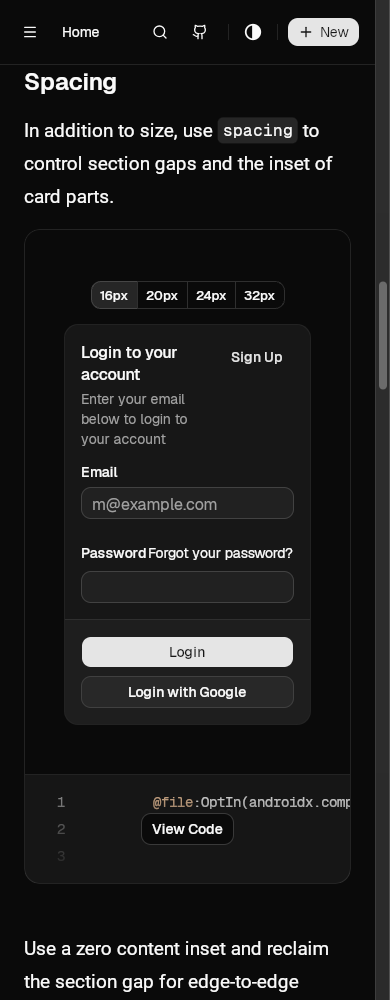 Home
New
Spacing
In addition to size, use spacing to
control section gaps and the inset of
card parts.
16px 20px 24px 32px
Login to your
account
Sign Up
Enter your email
below to login to
your account
Email
m@example.com
Password Forgot your password?
Login
Login with Google
1 @file:OptIn(androidx.comp
2
View Code
3
Use a zero content inset and reclaim
the section gap for edge-to-edge